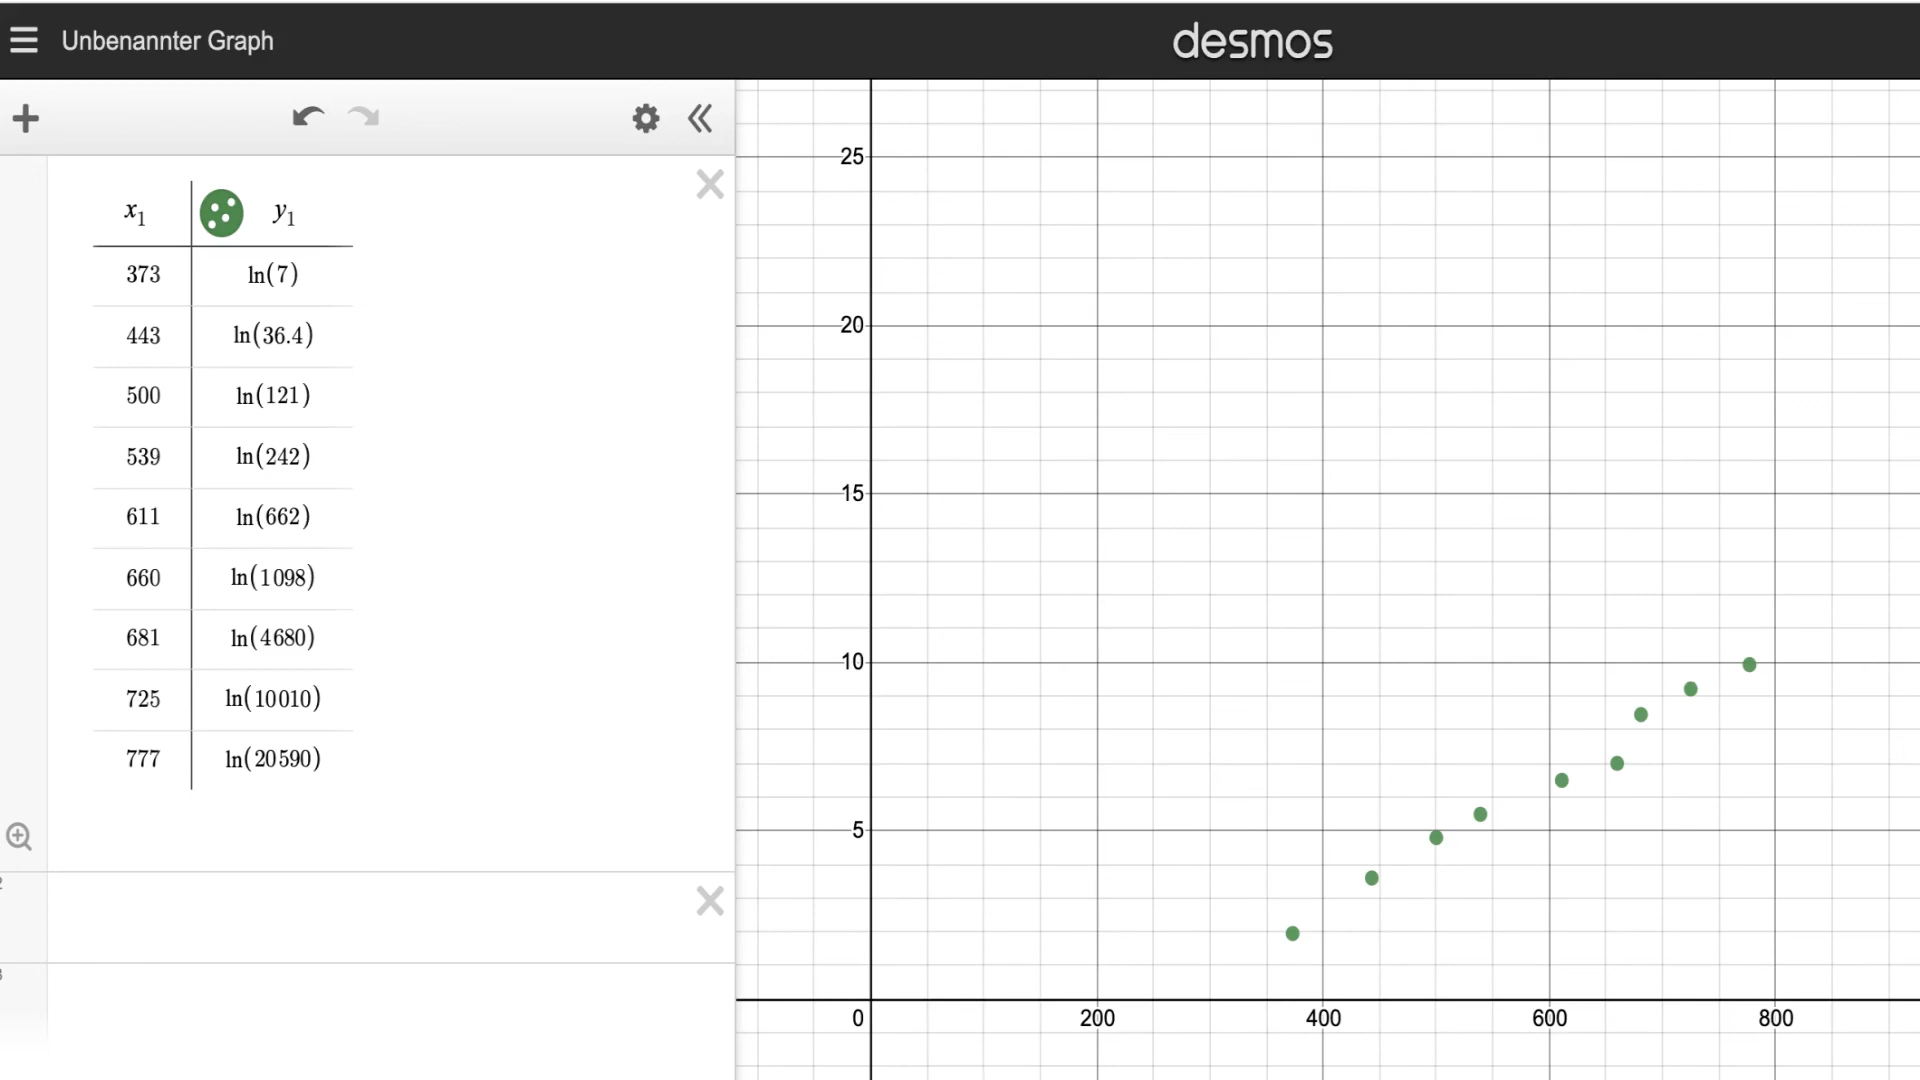 Unbenannter Graph
desmos
x₁ y₁
373 ln(7)
443 ln(36.4)
500 ln(121)
539 ln(242)
611 ln(662)
660 ln(1098)
681 ln(4680)
725 ln(10010)
777 ln(20590)
2
3
25
20
15
10
5
0 200 400 600 800